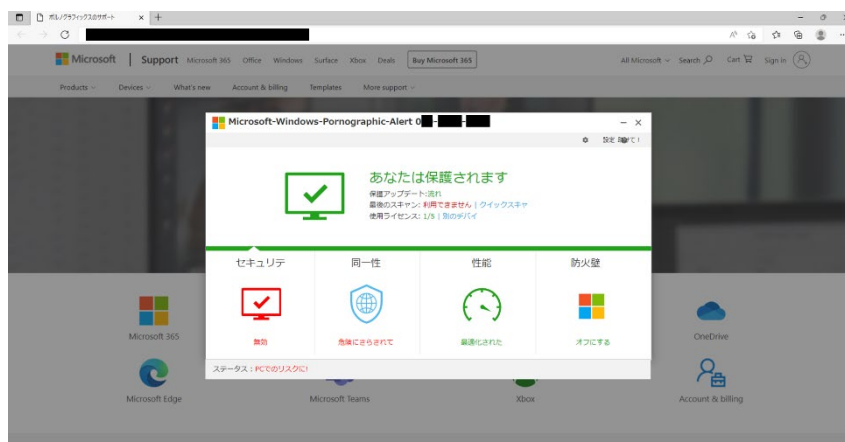 ポルノグラフィックスのサポート
Microsoft | Support Microsoft 365 Office Windows Surface Xbox Deals Buy Microsoft 365 All Microsoft Search Cart Sign in
Products Devices What's new Account & billing Templates More support
Microsoft-Windows-Pornographic-Alert 0
設定
あなたは保護されます
保護アップデート:流れ
最後のスキャン: 利用できません | クイックスキャ
使用ライセンス: 1/5 | 別のデバイ
セキュリテ 同一性 性能 防火壁
無効 危険にさらされて 最適化された オフにする
ステータス : PCでのリスクに!
Microsoft 365 OneDrive
Microsoft Edge Microsoft Teams Xbox Account & billing